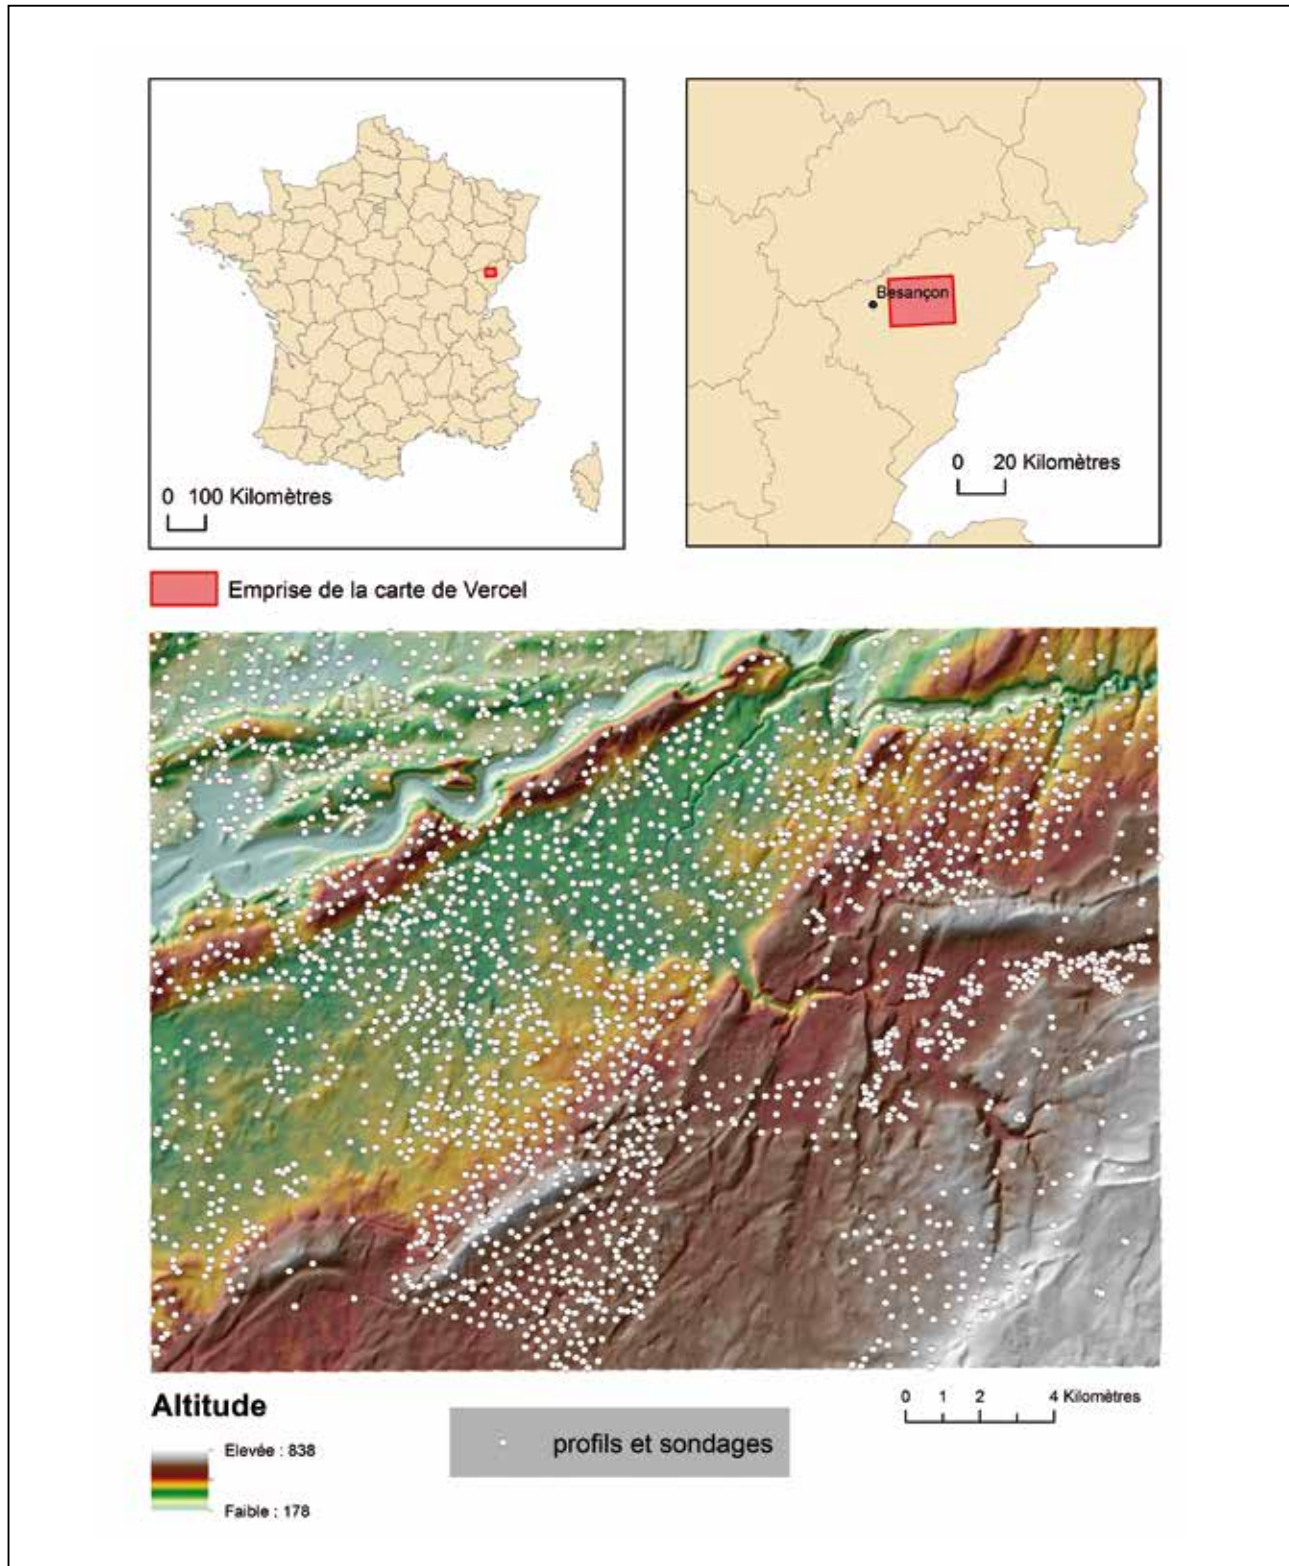 0 100 Kilomètres
Besançon
0 20 Kilomètres
Emprise de la carte de Vercel
Altitude
Elevée : 838
Faible : 178
profils et sondages
0 1 2 4 Kilomètres